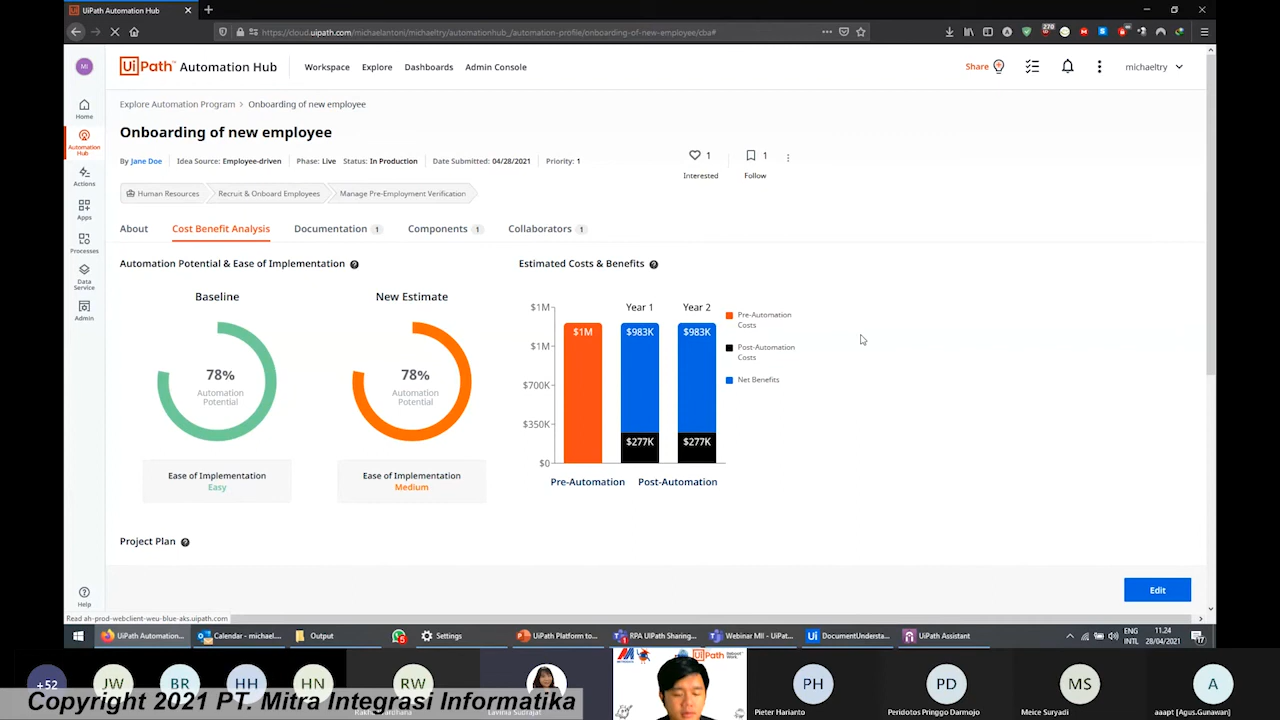 UiPath Automation Hub
https://cloud.uipath.com/michaelantoni/michaeltry/automationhub_/automation-profile/onboarding-of-new-employee/cba#
270
MI
UiPath™ Automation Hub
Workspace
Explore
Dashboards
Admin Console
Share
michaeltry
Home
Automation Hub
Actions
Apps
Processes
Data Service
Admin
Help
Explore Automation Program > Onboarding of new employee
Onboarding of new employee
By Jane Doe
Idea Source: Employee-driven
Phase: Live
Status: In Production
Date Submitted: 04/28/2021
Priority: 1
1
Interested
1
Follow
Human Resources
Recruit & Onboard Employees
Manage Pre-Employment Verification
About
Cost Benefit Analysis
Documentation 1
Components 1
Collaborators 1
Automation Potential & Ease of Implementation
Baseline
78%
Automation
Potential
Ease of Implementation
Easy
New Estimate
78%
Automation
Potential
Ease of Implementation
Medium
Estimated Costs & Benefits
$1M
$1M
$700K
$350K
$0
Year 1
Year 2
$1M
$983K
$983K
$277K
$277K
Pre-Automation
Post-Automation
Pre-Automation
Costs
Post-Automation
Costs
Net Benefits
Project Plan
Edit
Read ah-prod-webclient-weu-blue-aks.uipath.com
UiPath Automation...
Calendar - michael....
Output
5
Settings
UiPath Platform to...
RPA UiPath Sharing...
Webinar MII - UiPat...
DocumentUndersta...
UiPath Assistant
ENG
INTL
11.24
28/04/2021
+52
JW
BR
HH
HN
RW
PH
PD
MS
A
UiPath
Pieter Harianto
Peridotos Pringgo Darmojo
Meice Suryadi
aaapt [Agus.Gunawan]
Copyright 2021 PT. Mitra Integrasi Informatika